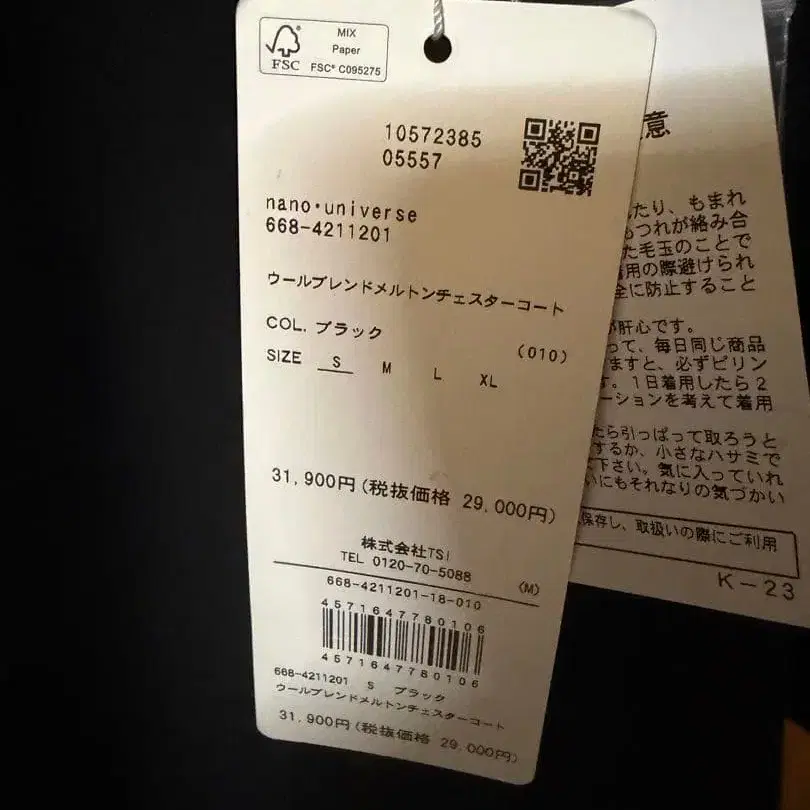 MIX
Paper
FSC
FSC® C095275
10572385
05557
nano・universe
668-4211201
ウールブレンドメルトンチェスターコート
COL. ブラック
(010)
SIZE S M L XL
31,900円(税抜価格 29,000円)
株式会社TSI
TEL 0120-70-5088
(M)
668-4211201-18-010
4571647780106
4571647780106
668-4211201 S ブラック
ウールブレンドメルトンチェスターコート
31,900円(税抜価格 29,000円)
意
たり、もまれ
もつれが絡み合
た毛玉のことで
着用の際避けられ
全に防止すること
が肝心です。
って、毎日同じ商品
ますと、必ずピリン
す。1日着用したら2
ーションを考えて着用
たら引っぱって取ろうと
するか、小さなハサミで
下さい。気に入っていれ
いにもそれなりの気づかい
保存し、取扱いの際にご利用
K-23